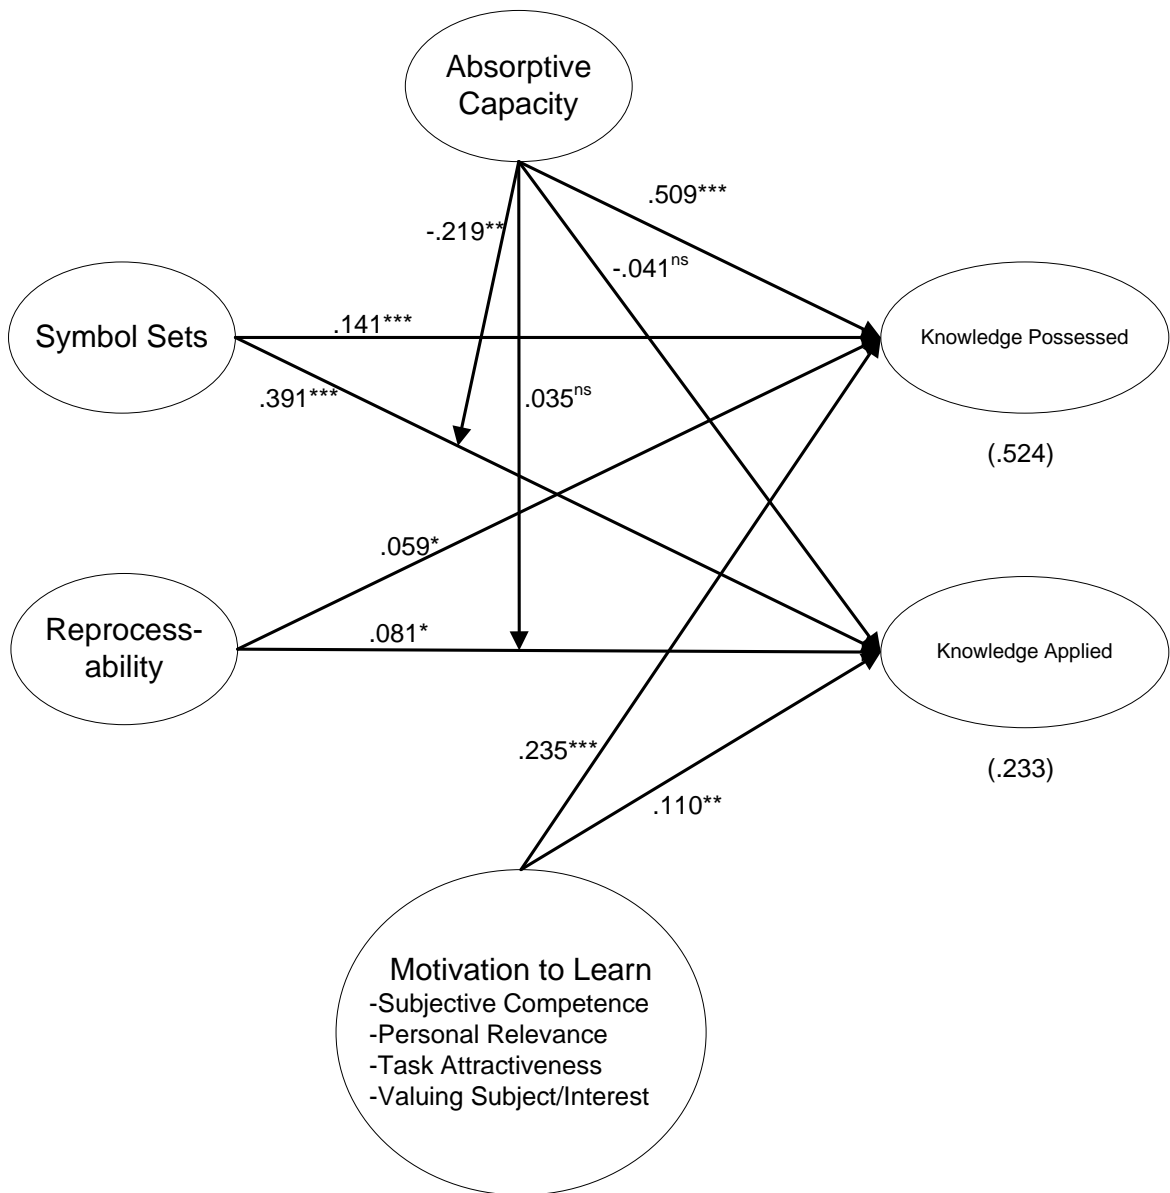 Absorptive
Capacity
.509***
-.219**
-.041ns
Symbol Sets
.141***
Knowledge Possessed
.391***
.035ns
(.524)
.059*
Reprocess-
ability
.081*
Knowledge Applied
.235***
(.233)
.110**
Motivation to Learn
-Subjective Competence
-Personal Relevance
-Task Attractiveness
-Valuing Subject/Interest